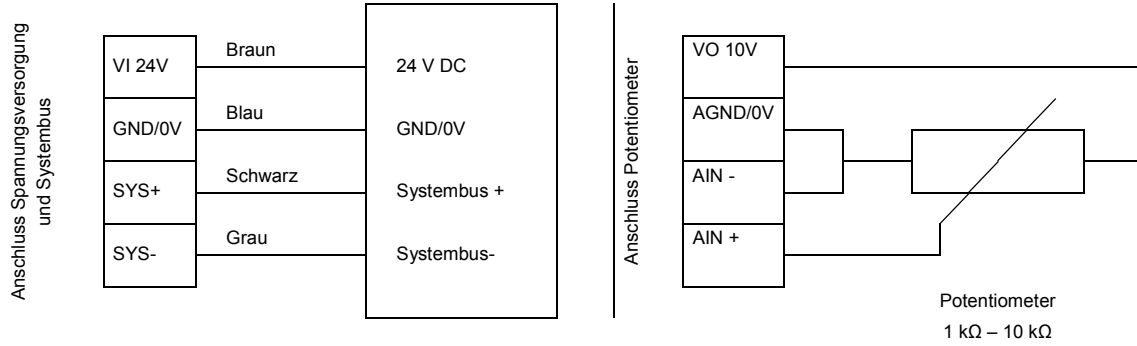 Anschluss Spannungsversorgung
und Systembus
VI 24V
GND/0V
SYS+
SYS-
Braun
Blau
Schwarz
Grau
24 V DC
GND/0V
Systembus +
Systembus-
Anschluss Potentiometer
VO 10V
AGND/0V
AIN -
AIN +
Potentiometer
1 kΩ – 10 kΩ